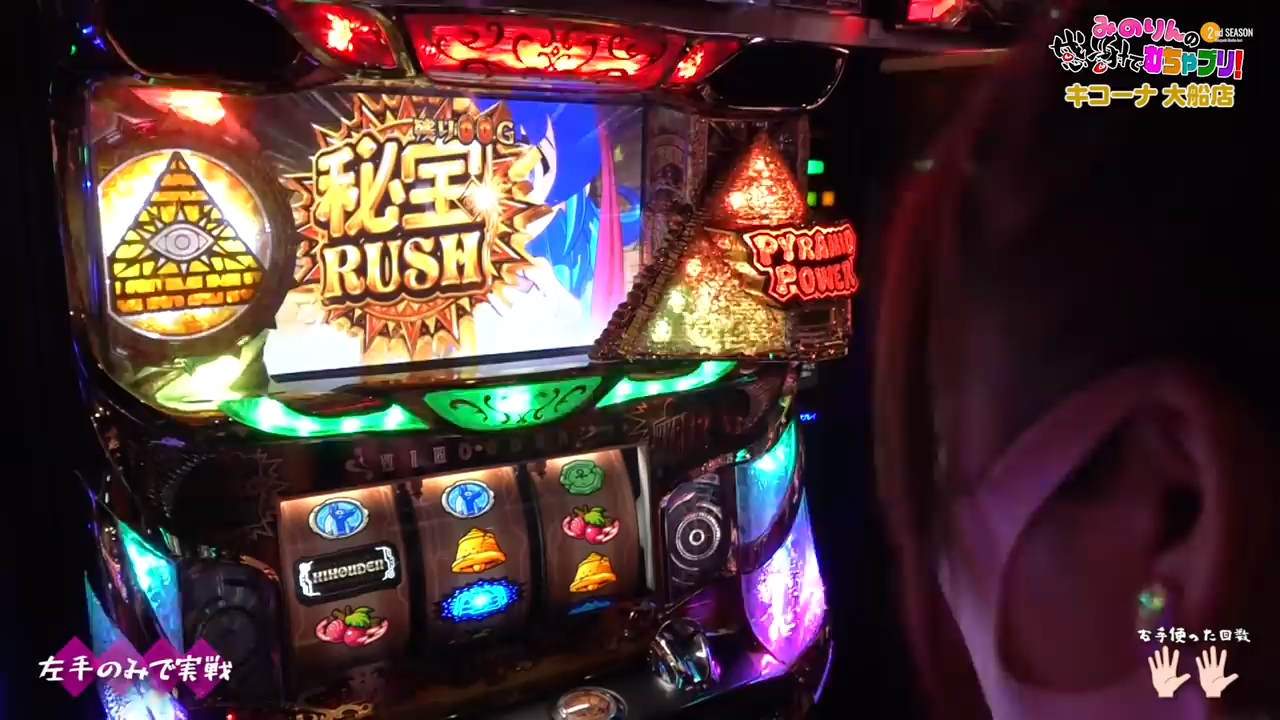 みのりんの
2nd SEASON
むちゃブリ!
キコーナ 大船店
残り00G
秘宝
RUSH
PYRAMID
POWER
HIHOUDEN
左手のみで実戦
右手使った回数